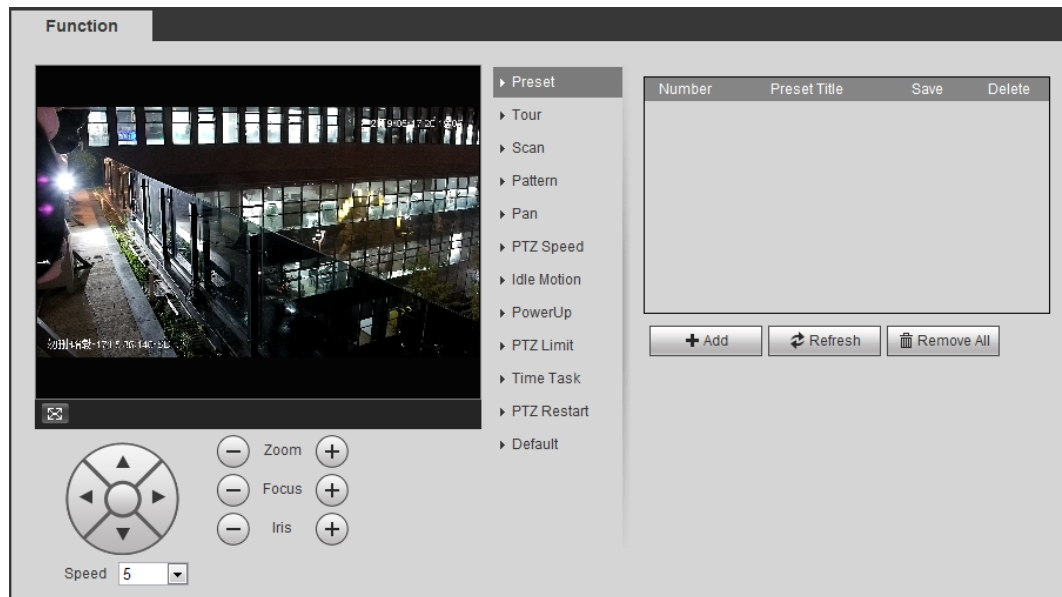 Function
Preset
Tour
Scan
Pattern
Pan
PTZ Speed
Idle Motion
PowerUp
PTZ Limit
Time Task
PTZ Restart
Default
Number Preset Title Save Delete
Add Refresh Remove All
Zoom
Focus
Iris
Speed 5